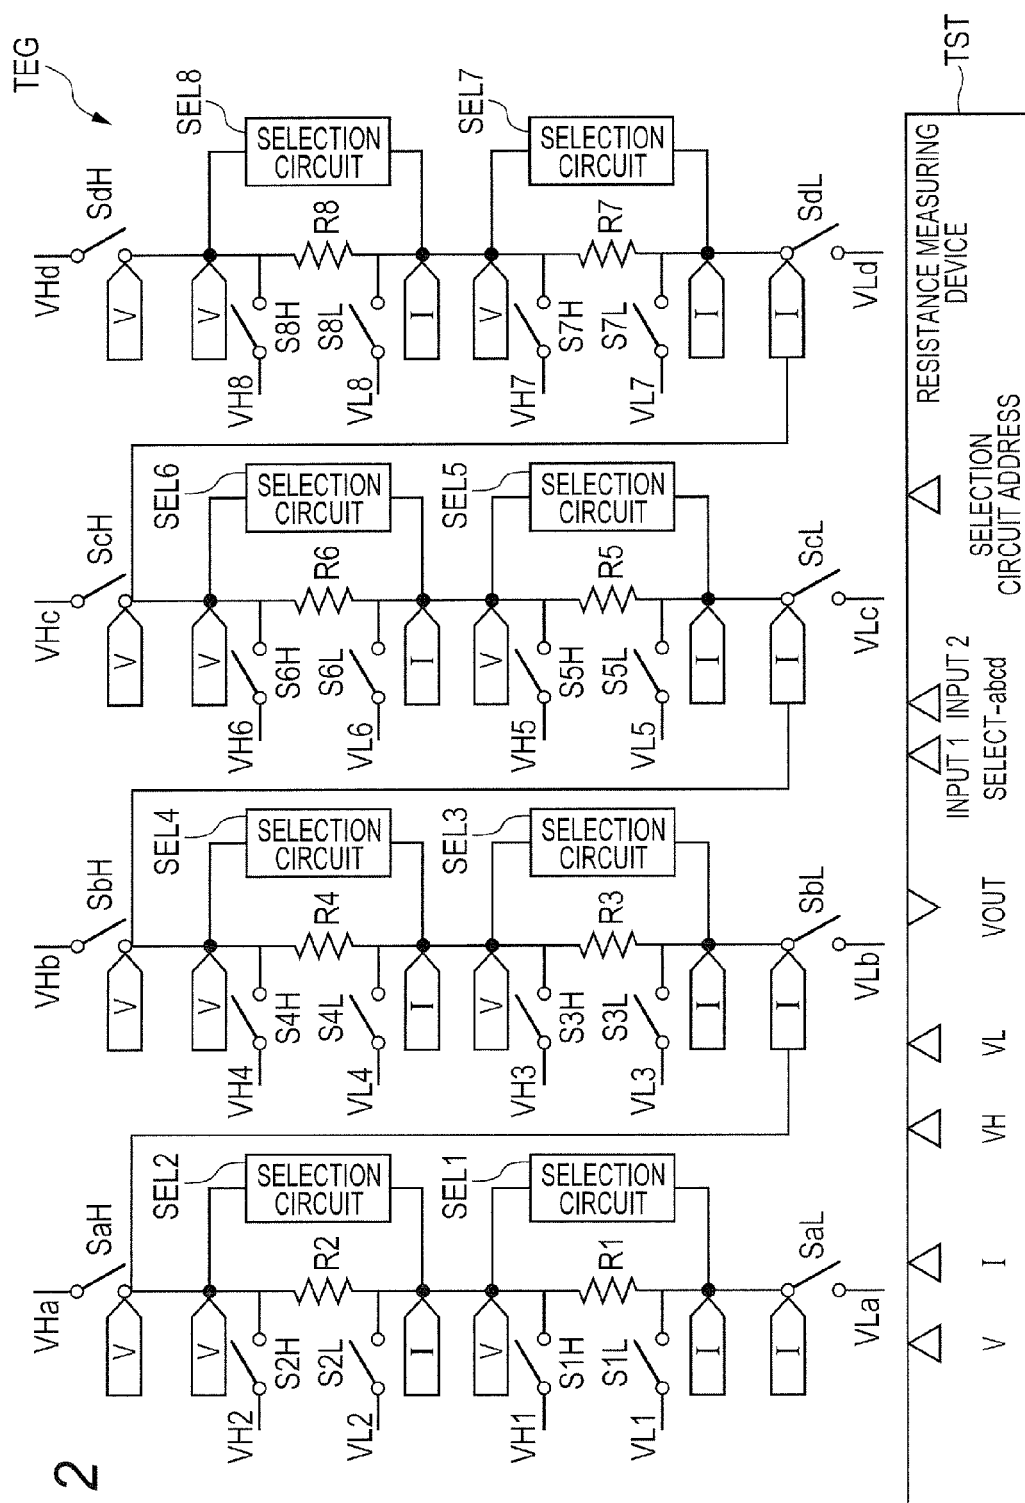 2
TEG
VHa
SaH
VHb
SbH
VHc
ScH
VHd
SdH
V
V
V
V
SEL2
SEL4
SEL6
SEL8
V
SELECTION
CIRCUIT
V
SELECTION
CIRCUIT
V
SELECTION
CIRCUIT
V
SELECTION
CIRCUIT
VH2
S2H
R2
VH4
S4H
R4
VH6
S6H
R6
VH8
S8H
R8
VL2
S2L
VL4
S4L
VL6
S6L
VL8
S8L
I
I
I
I
SEL1
SEL3
SEL5
SEL7
V
SELECTION
CIRCUIT
V
SELECTION
CIRCUIT
V
SELECTION
CIRCUIT
V
SELECTION
CIRCUIT
VH1
S1H
R1
VH3
S3H
R3
VH5
S5H
R5
VH7
S7H
R7
VL1
S1L
VL3
S3L
VL5
S5L
VL7
S7L
I
I
I
I
I
I
I
I
SaL
SbL
ScL
SdL
VLa
VLb
VLc
VLd
RESISTANCE MEASURING
DEVICE
TST
V
I
VH
VL
VOUT
INPUT 1 INPUT 2
SELECT-abcd
SELECTION
CIRCUIT ADDRESS